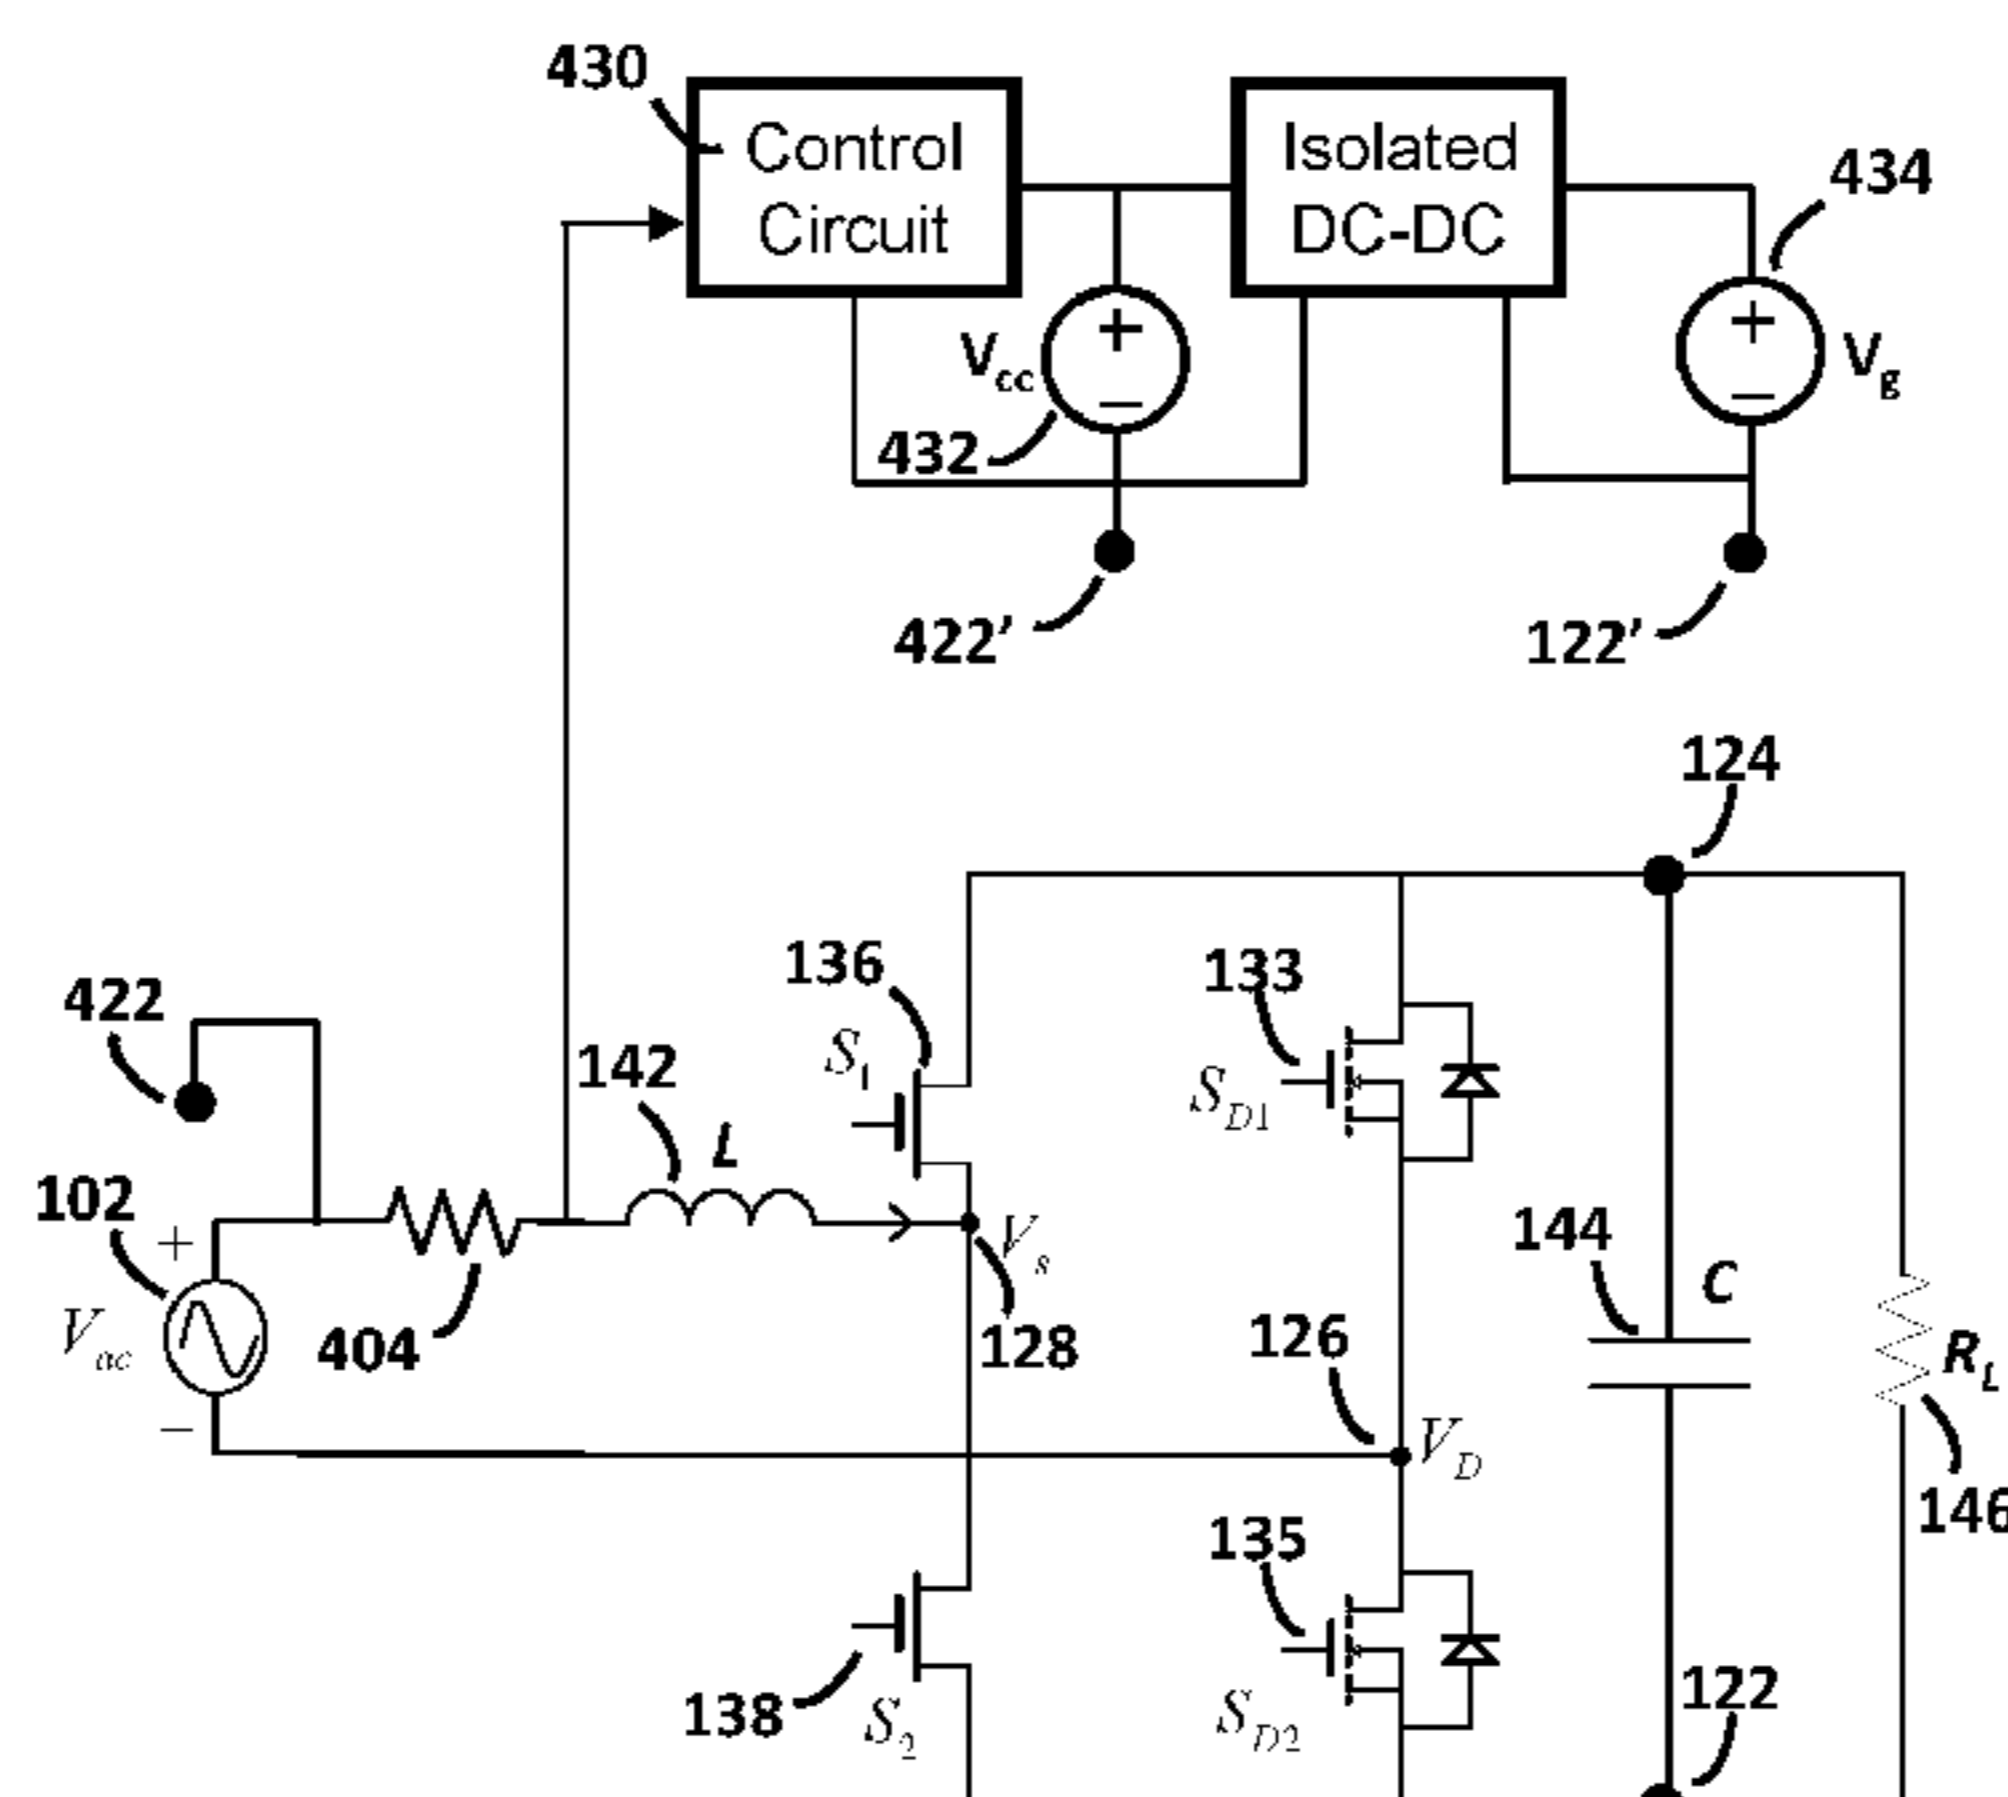 430
Control
Circuit
Isolated
DC-DC
434
+
Vcc
−
432
+
Vg
−
422’
122’
124
136
133
422
S1
142
L
SD1
102
+
Vac
−
404
Vs
128
126
144
C
RL
VD
146
135
138
S2
SD2
122